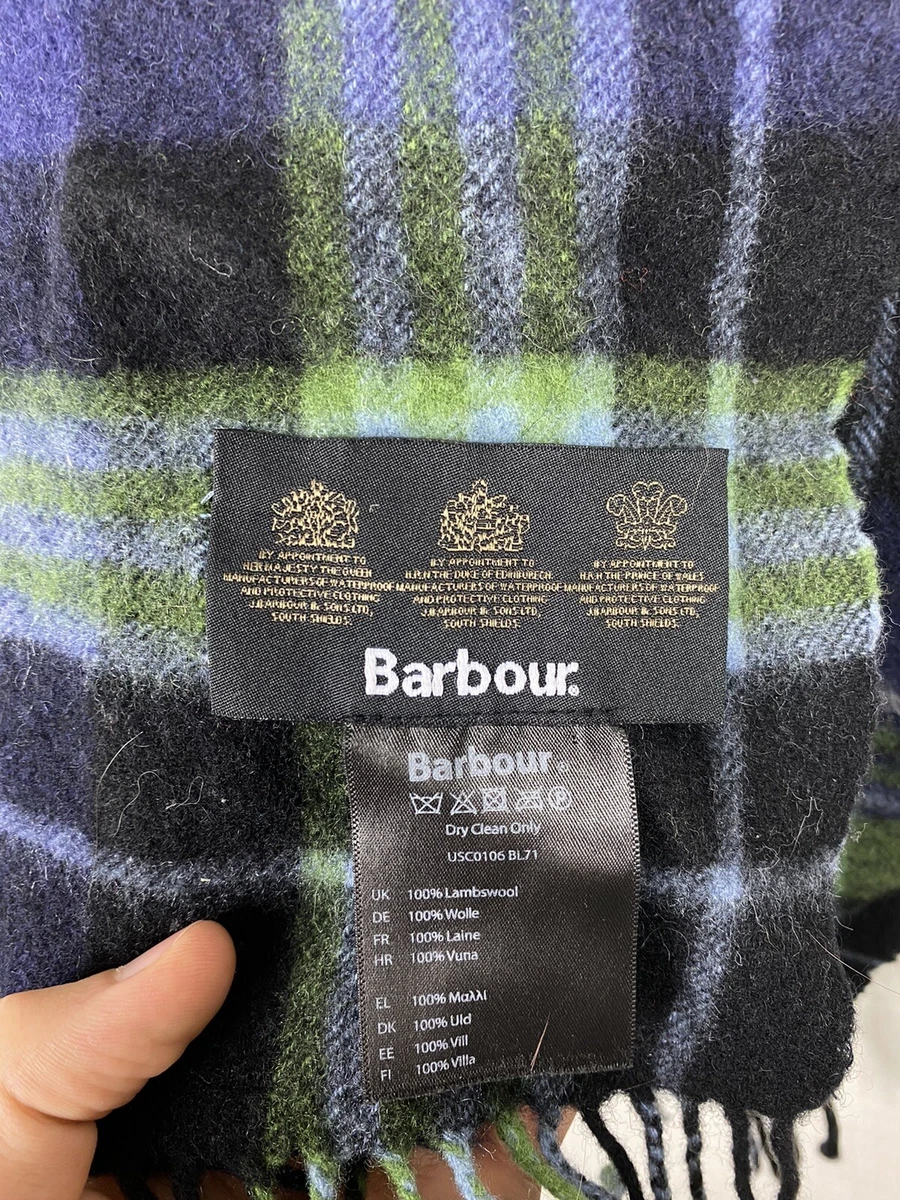 BY APPOINTMENT TO
HER MAJESTY THE QUEEN
MANUFACTURERS OF WATERPROOF
AND PROTECTIVE CLOTHING
J.BARBOUR & SONS LTD,
SOUTH SHIELDS.
BY APPOINTMENT TO
H.R.H THE DUKE OF EDINBURGH
MANUFACTURERS OF WATERPROOF
AND PROTECTIVE CLOTHING
J.BARBOUR & SONS LTD,
SOUTH SHIELDS.
BY APPOINTMENT TO
H.R.H THE PRINCE OF WALES
MANUFACTURERS OF WATERPROOF
AND PROTECTIVE CLOTHING
J.BARBOUR & SONS LTD,
SOUTH SHIELDS.
Barbour®
Barbour®
Dry Clean Only
USC0106 BL71
UK 100% Lambswool
DE 100% Wolle
FR 100% Laine
HR 100% Vuna
EL 100% Μαλλί
DK 100% Uld
EE 100% Vill
FI 100% Villa